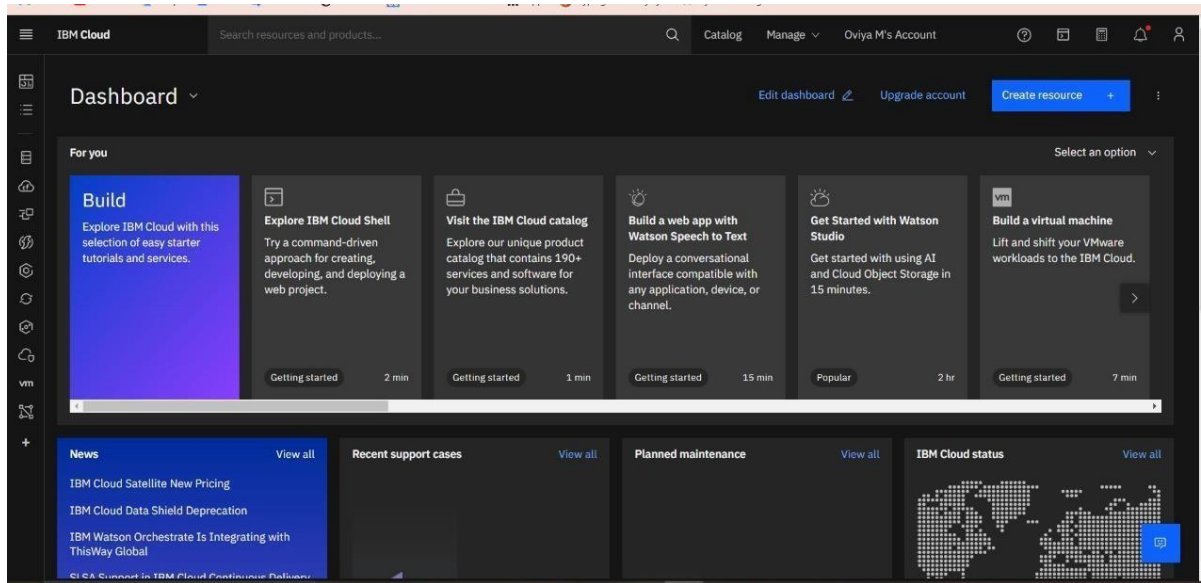 IBM Cloud
Search resources and products...
Catalog
Manage
Oviya M's Account
Dashboard
Edit dashboard
Upgrade account
Create resource +
For you
Select an option
Build
Explore IBM Cloud with this
selection of easy starter
tutorials and services.
Explore IBM Cloud Shell
Try a command-driven
approach for creating,
developing, and deploying a
web project.
Getting started
2 min
Visit the IBM Cloud catalog
Explore our unique product
catalog that contains 190+
services and software for
your business solutions.
Getting started
1 min
Build a web app with
Watson Speech to Text
Deploy a conversational
interface compatible with
any application, device, or
channel.
Getting started
15 min
Get Started with Watson
Studio
Get started with using AI
and Cloud Object Storage in
15 minutes.
Popular
2 hr
vm
Build a virtual machine
Lift and shift your VMware
workloads to the IBM Cloud.
Getting started
7 min
vm
News
View all
IBM Cloud Satellite New Pricing
IBM Cloud Data Shield Deprecation
IBM Watson Orchestrate Is Integrating with
ThisWay Global
SLSA Support in IBM Cloud Continuous Delivery
Recent support cases
View all
Planned maintenance
View all
IBM Cloud status
View all